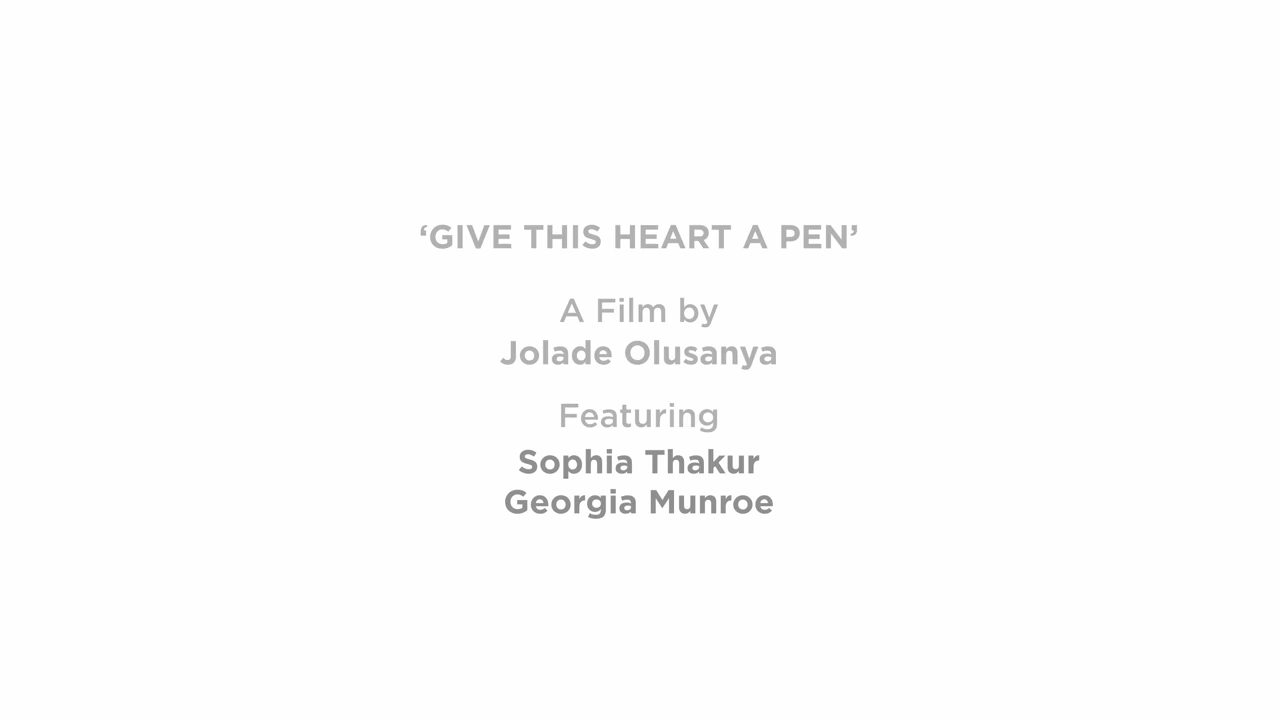 ‘GIVE THIS HEART A PEN’
A Film by
Jolade Olusanya
Featuring
Sophia Thakur
Georgia Munroe